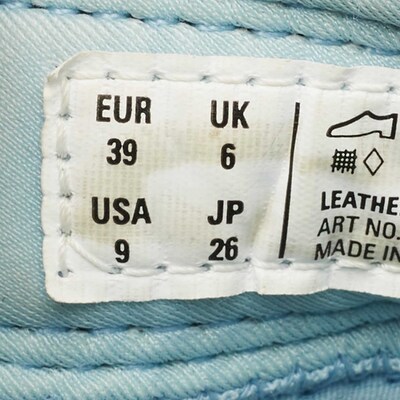 EUR UK
39 6
USA JP
9 26
LEATHE
ART NO.
MADE IN